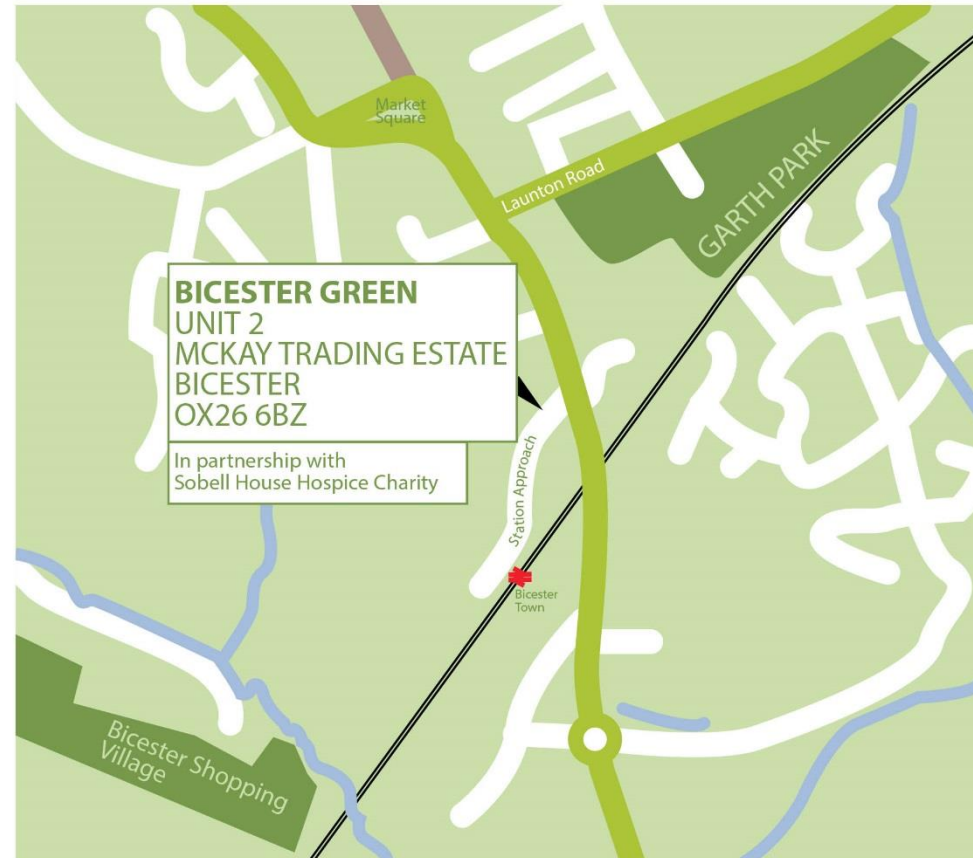 Market
Square
Launton Road
GARTH PARK
BICESTER GREEN
UNIT 2
MCKAY TRADING ESTATE
BICESTER
OX26 6BZ
In partnership with
Sobell House Hospice Charity
Station Approach
Bicester
Town
Bicester Shopping
Village